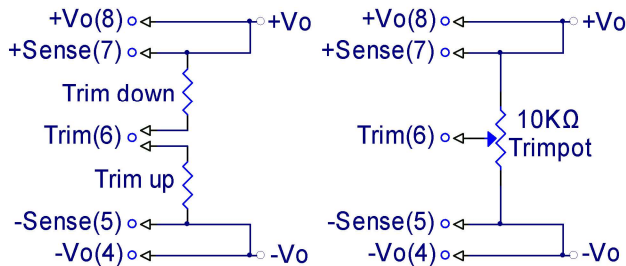 +Vo(8)
+Vo
+Sense(7)
Trim down
Trim(6)
Trim up
-Sense(5)
-Vo(4)
-Vo
+Vo(8)
+Vo
+Sense(7)
10KΩ
Trim(6)
Trimpot
-Sense(5)
-Vo(4)
-Vo